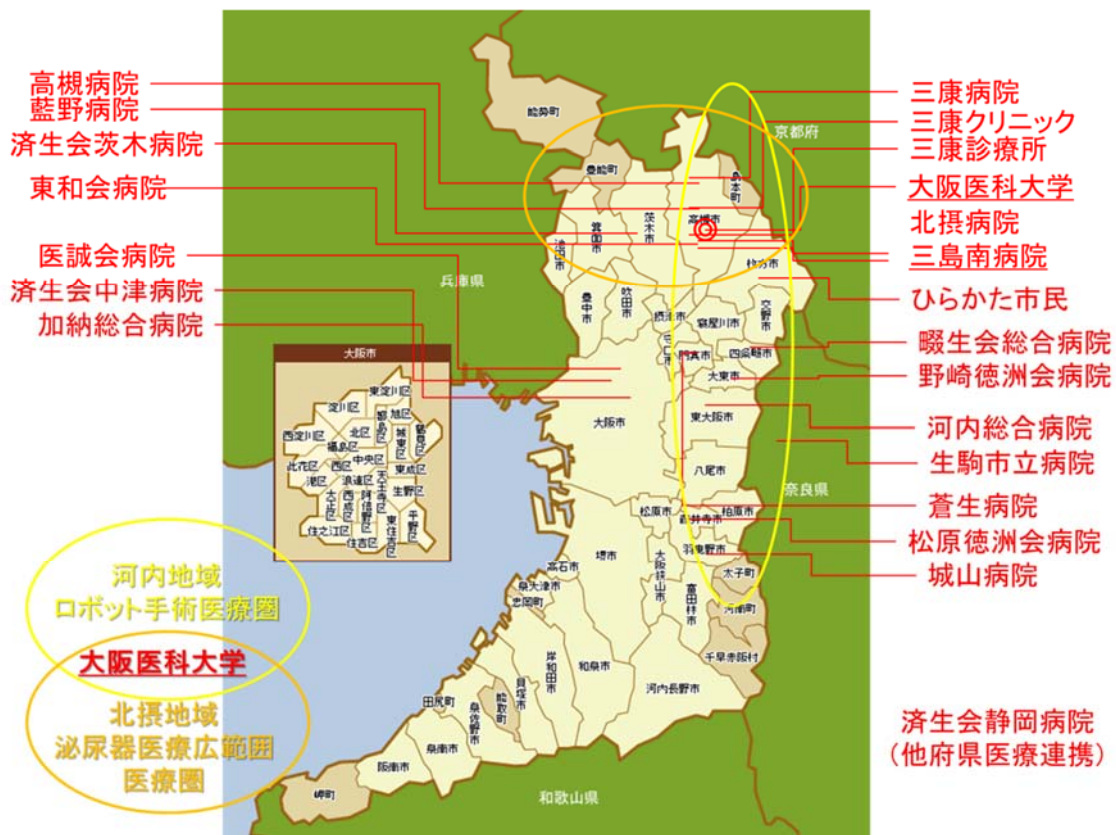 高槻病院
藍野病院
済生会茨木病院
東和会病院
医誠会病院
済生会中津病院
加納総合病院
三康病院
三康クリニック
三康診療所
大阪医科大学
北摂病院
三島南病院
ひらかた市民
畷生会総合病院
野崎徳洲会病院
河内総合病院
生駒市立病院
蒼生病院
松原徳洲会病院
城山病院
済生会静岡病院
(他府県医療連携)
京都府
兵庫県
奈良県
和歌山県
能勢町
豊能町
島本町
高槻市
茨木市
箕面市
池田市
枚方市
豊中市
吹田市
摂津市
寝屋川市
交野市
守口市
門真市
四条畷市
大東市
大阪市
東大阪市
八尾市
松原市
藤井寺市
柏原市
羽曳野市
堺市
大阪狭山市
富田林市
太子町
河南町
千早赤阪村
高石市
泉大津市
忠岡町
岸和田市
和泉市
河内長野市
貝塚市
熊取町
田尻町
泉佐野市
泉南市
阪南市
岬町
大阪市
東淀川区
淀川区
旭区
都島区
鶴見区
西淀川区
北区
城東区
福島区
中央区
此花区
西区
東成区
港区
浪速区
天王寺区
生野区
大正区
西成区
阿倍野区
平野区
住之江区
東住吉区
住吉区
河内地域
ロボット手術医療圏
大阪医科大学
北摂地域
泌尿器医療広範囲
医療圏